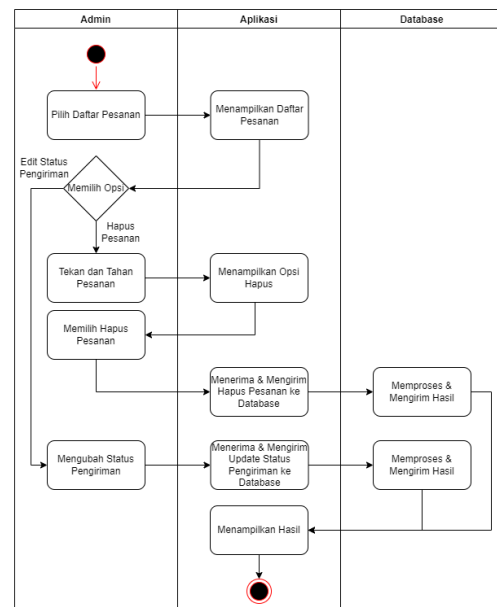 Admin
Aplikasi
Database
Pilih Daftar Pesanan
Menampilkan Daftar
Pesanan
Edit Status
Pengiriman
Memilih Opsi
Hapus
Pesanan
Tekan dan Tahan
Pesanan
Menampilkan Opsi
Hapus
Memilih Hapus
Pesanan
Menerima & Mengirim
Hapus Pesanan ke
Database
Memproses &
Mengirim Hasil
Mengubah Status
Pengiriman
Menerima & Mengirim
Update Status
Pengiriman ke
Database
Memproses &
Mengirim Hasil
Menampilkan Hasil